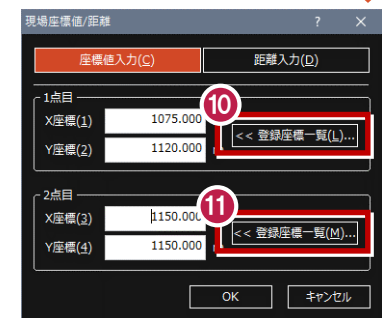 現場座標値/距離 ? ×
座標値入力(C) 距離入力(D)
1点目
⑩
X座標(1) 1075.000
<< 登録座標一覧(L)...
Y座標(2) 1120.000
2点目
⑪
X座標(3) 1150.000
<< 登録座標一覧(M)...
Y座標(4) 1150.000
OK キャンセル